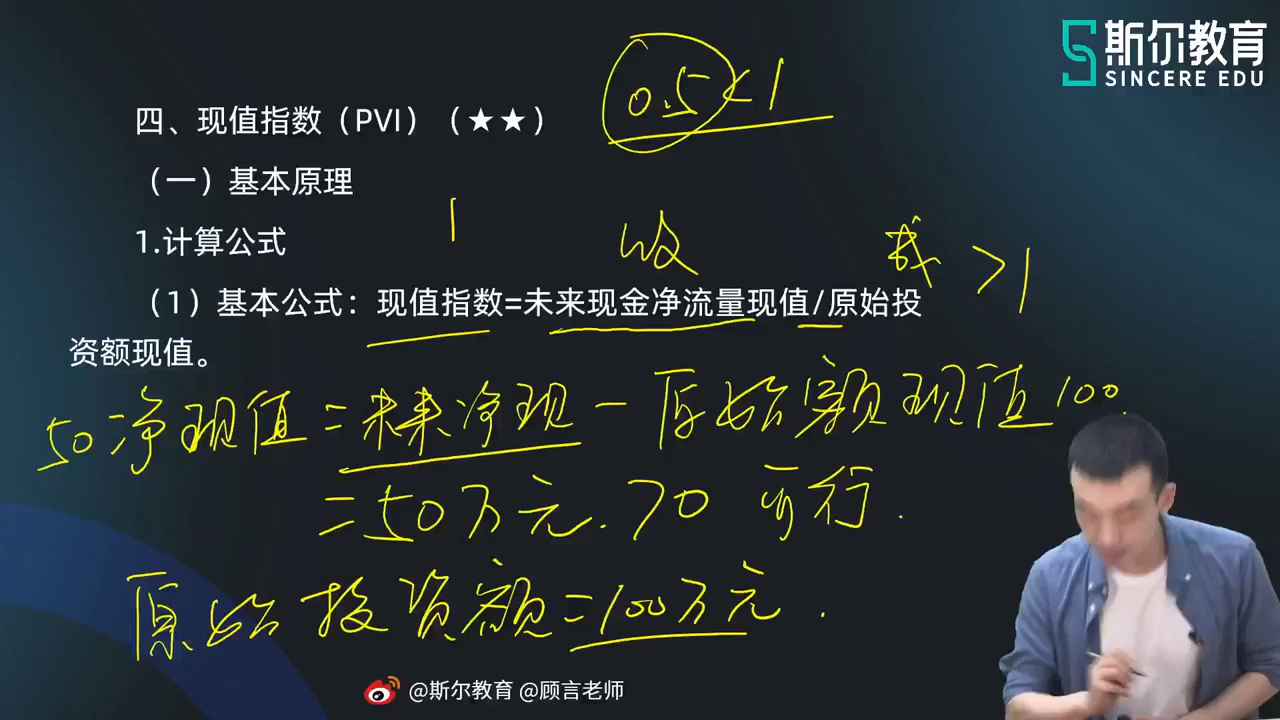 斯尔教育
SINCERE EDU
0.5<1
四、现值指数（PVI）（★★）
（一）基本原理
1.计算公式
1 收 成 >1
（1）基本公式：现值指数=未来现金净流量现值/原始投
资额现值。
50 净现值=未来净现-原始额现值100
=50万元.70 可行.
原始投资额=100万元.
@斯尔教育 @顾言老师